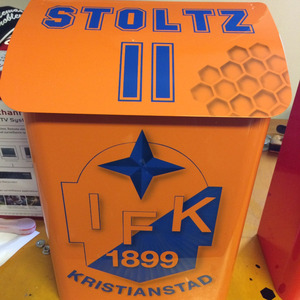 STOLTZ
11
IFK
1899
KRISTIANSTAD